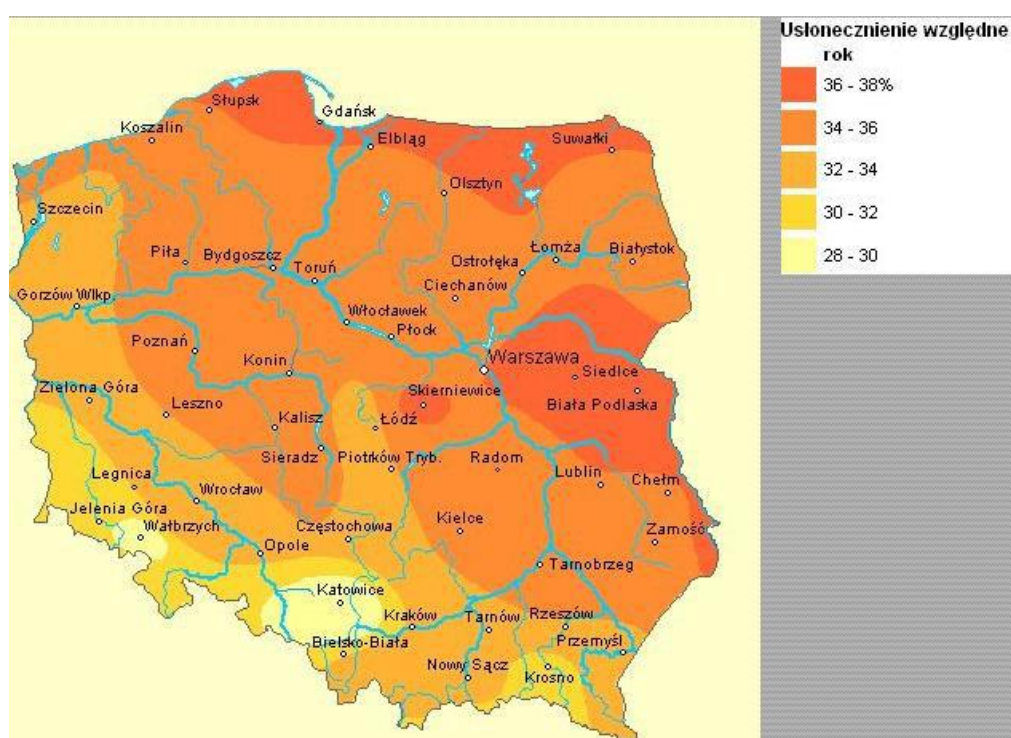 Usłonecznienie względne
rok
36 - 38%
34 - 36
32 - 34
30 - 32
28 - 30
Słupsk
Gdańsk
Koszalin
Elbląg
Suwałki
Olsztyn
Szczecin
Piła
Bydgoszcz
Toruń
Ostrołęka
Łomża
Białystok
Ciechanów
Gorzów Wlkp.
Włocławek
Płock
Poznań
Konin
Warszawa
Siedlce
Zielona Góra
Skierniewice
Biała Podlaska
Leszno
Kalisz
Łódź
Sieradz
Piotrków Tryb.
Radom
Lublin
Chełm
Legnica
Wrocław
Jelenia Góra
Wałbrzych
Częstochowa
Kielce
Zamość
Opole
Tarnobrzeg
Katowice
Kraków
Tarnów
Rzeszów
Bielsko-Biała
Przemyśl
Nowy Sącz
Krosno